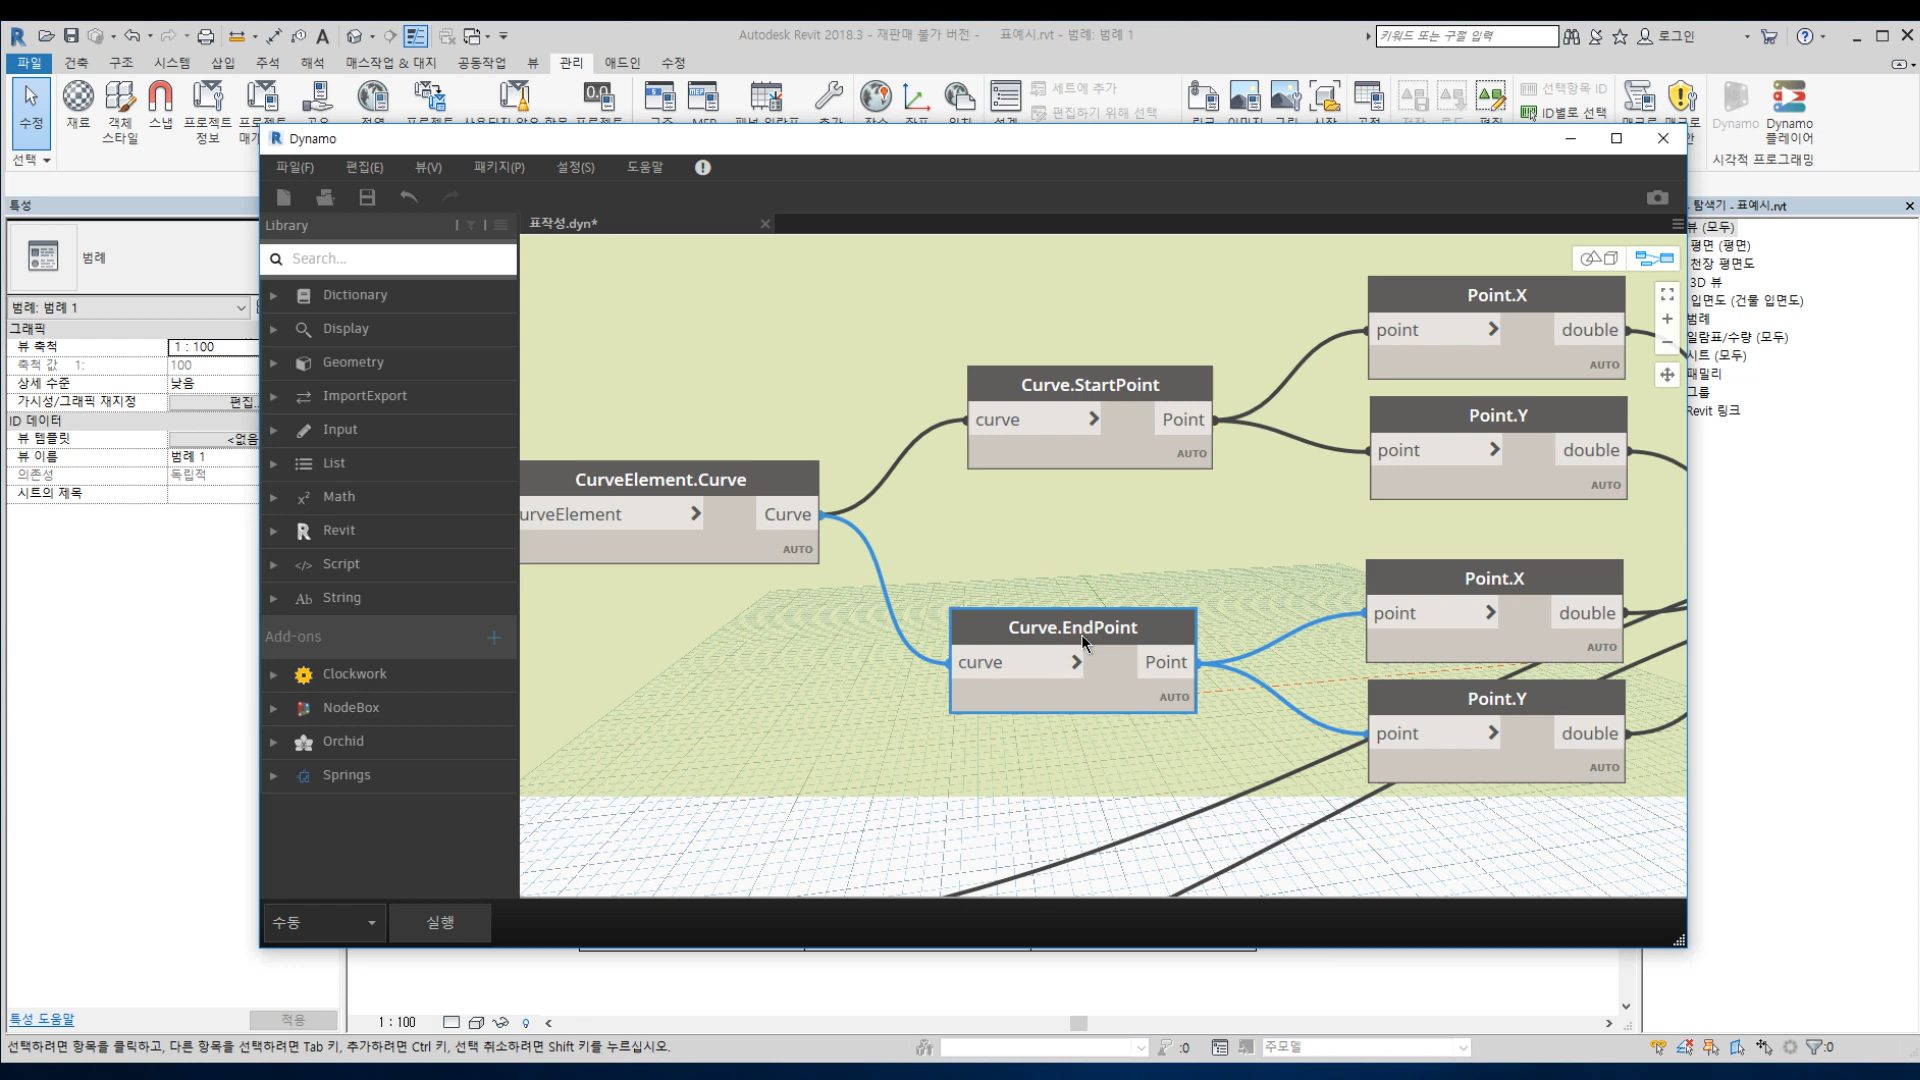 Autodesk Revit 2018.3 - 재판매 불가 버전 - 표예시.rvt - 범례: 범례 1
키워드 또는 구절 입력
로그인
파일 건축 구조 시스템 삽입 주석 해석 매스작업 & 대지 공동작업 뷰 관리 애드인 수정
수정
선택
재료
객체
스타일
스냅
프로젝트
정보
세트에 추가
편집하기 위해 선택
선택항목 ID
ID별로 선택
Dynamo
Dynamo
플레이어
시각적 프로그래밍
Dynamo
파일(F) 편집(E) 뷰(V) 패키지(P) 설정(S) 도움말
Library
표작성.dyn*
Search...
Dictionary
Display
Geometry
ImportExport
Input
List
Math
Revit
Script
String
Add-ons
Clockwork
NodeBox
Orchid
Springs
수동
실행
CurveElement.Curve
urveElement > Curve
AUTO
Curve.StartPoint
curve > Point
AUTO
Curve.EndPoint
curve > Point
AUTO
Point.X
point > double
AUTO
Point.Y
point > double
AUTO
Point.X
point > double
AUTO
Point.Y
point > double
AUTO
특성
범례
범례: 범례 1
그래픽
뷰 축척 1 : 100
축척 값 1: 100
상세 수준 낮음
가시성/그래픽 재지정 편집..
ID 데이터
뷰 템플릿 <없음
뷰 이름 범례 1
의존성 독립적
시트의 제목
특성 도움말
적용
탐색기 - 표예시.rvt
뷰 (모두)
평면 (평면)
천장 평면도
3D 뷰
입면도 (건물 입면도)
범례
일람표/수량 (모두)
시트 (모두)
패밀리
그룹
Revit 링크
1 : 100
선택하려면 항목을 클릭하고, 다른 항목을 선택하려면 Tab 키, 추가하려면 Ctrl 키, 선택 취소하려면 Shift 키를 누르십시오.
:0
주모델
:0